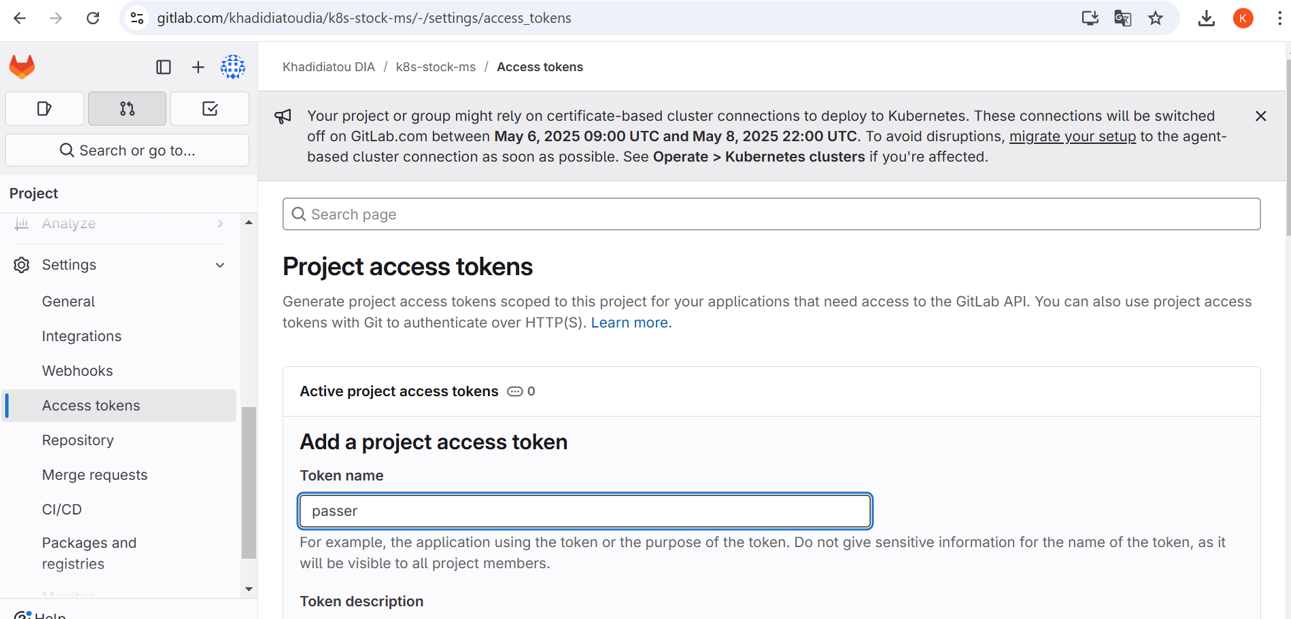 gitlab.com/khadidiatoudia/k8s-stock-ms/-/settings/access_tokens
K
Search or go to...
Project
Analyze
Settings
General
Integrations
Webhooks
Access tokens
Repository
Merge requests
CI/CD
Packages and
registries
Monitor
Help
Khadidiatou DIA / k8s-stock-ms / Access tokens
Your project or group might rely on certificate-based cluster connections to deploy to Kubernetes. These connections will be switched
off on GitLab.com between May 6, 2025 09:00 UTC and May 8, 2025 22:00 UTC. To avoid disruptions, migrate your setup to the agent-
based cluster connection as soon as possible. See Operate > Kubernetes clusters if you're affected.
Search page
Project access tokens
Generate project access tokens scoped to this project for your applications that need access to the GitLab API. You can also use project access
tokens with Git to authenticate over HTTP(S). Learn more.
Active project access tokens 0
Add a project access token
Token name
passer
For example, the application using the token or the purpose of the token. Do not give sensitive information for the name of the token, as it
will be visible to all project members.
Token description